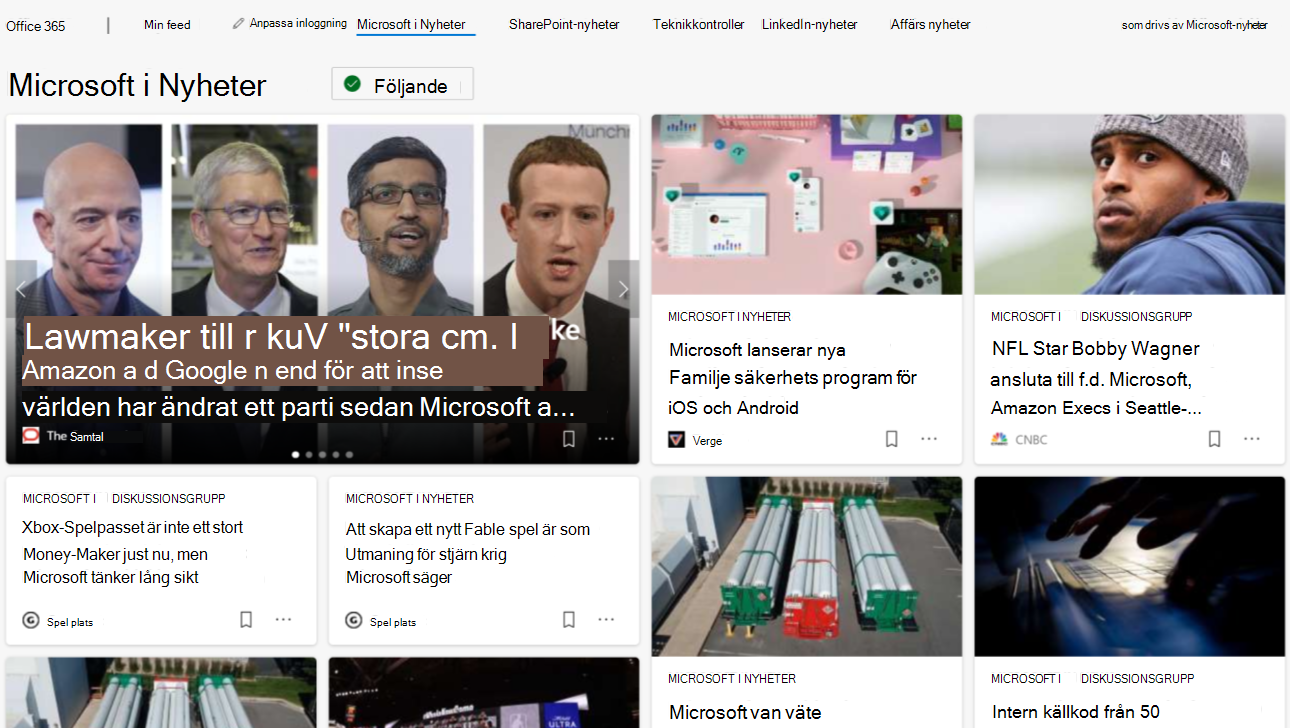 Office 365
Min feed
Anpassa inloggning
Microsoft i Nyheter
SharePoint-nyheter
Teknikkontroller
LinkedIn-nyheter
Affärs nyheter
som drivs av Microsoft-nyheter
Microsoft i Nyheter
Följande
Lawmaker till r kuV "stora cm. I
ke
Amazon a d Google n end för att inse
världen har ändrat ett parti sedan Microsoft a...
The Samtal
MICROSOFT I NYHETER
Microsoft lanserar nya
Familje säkerhets program för
iOS och Android
Verge
MICROSOFT I DISKUSSIONSGRUPP
NFL Star Bobby Wagner
ansluta till f.d. Microsoft,
Amazon Execs i Seattle-...
CNBC
MICROSOFT I DISKUSSIONSGRUPP
Xbox-Spelpasset är inte ett stort
Money-Maker just nu, men
Microsoft tänker lång sikt
Spel plats
MICROSOFT I NYHETER
Att skapa ett nytt Fable spel är som
Utmaning för stjärn krig
Microsoft säger
Spel plats
MICROSOFT I NYHETER
Microsoft van väte
MICROSOFT I DISKUSSIONSGRUPP
Intern källkod från 50
ULTRA